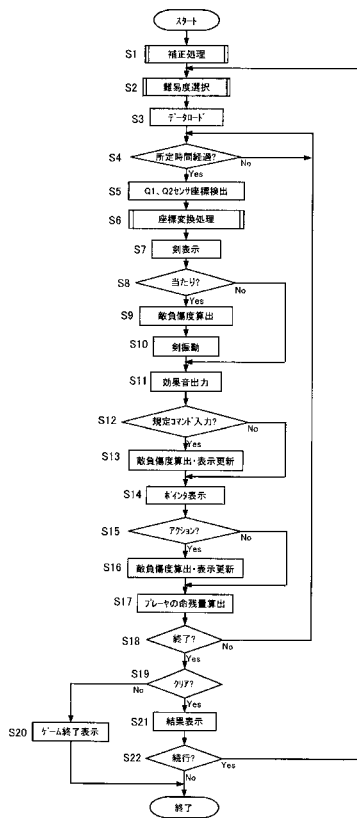 スタート
S1 補正処理
S2 難易度選択
S3 データロード
S4 所定時間経過?
No
Yes
S5 Q1、Q2センサ座標検出
S6 座標変換処理
S7 剣表示
S8 当たり?
No
Yes
S9 敵負傷度算出
S10 剣振動
S11 効果音出力
S12 規定コマンド入力?
No
Yes
S13 敵負傷度算出・表示更新
S14 ポインタ表示
S15 アクション?
No
Yes
S16 敵負傷度算出・表示更新
S17 プレーヤの命残量算出
S18 終了?
No
Yes
S19 クリア?
No
Yes
S20 ゲーム終了表示
S21 結果表示
S22 続行?
Yes
No
終了